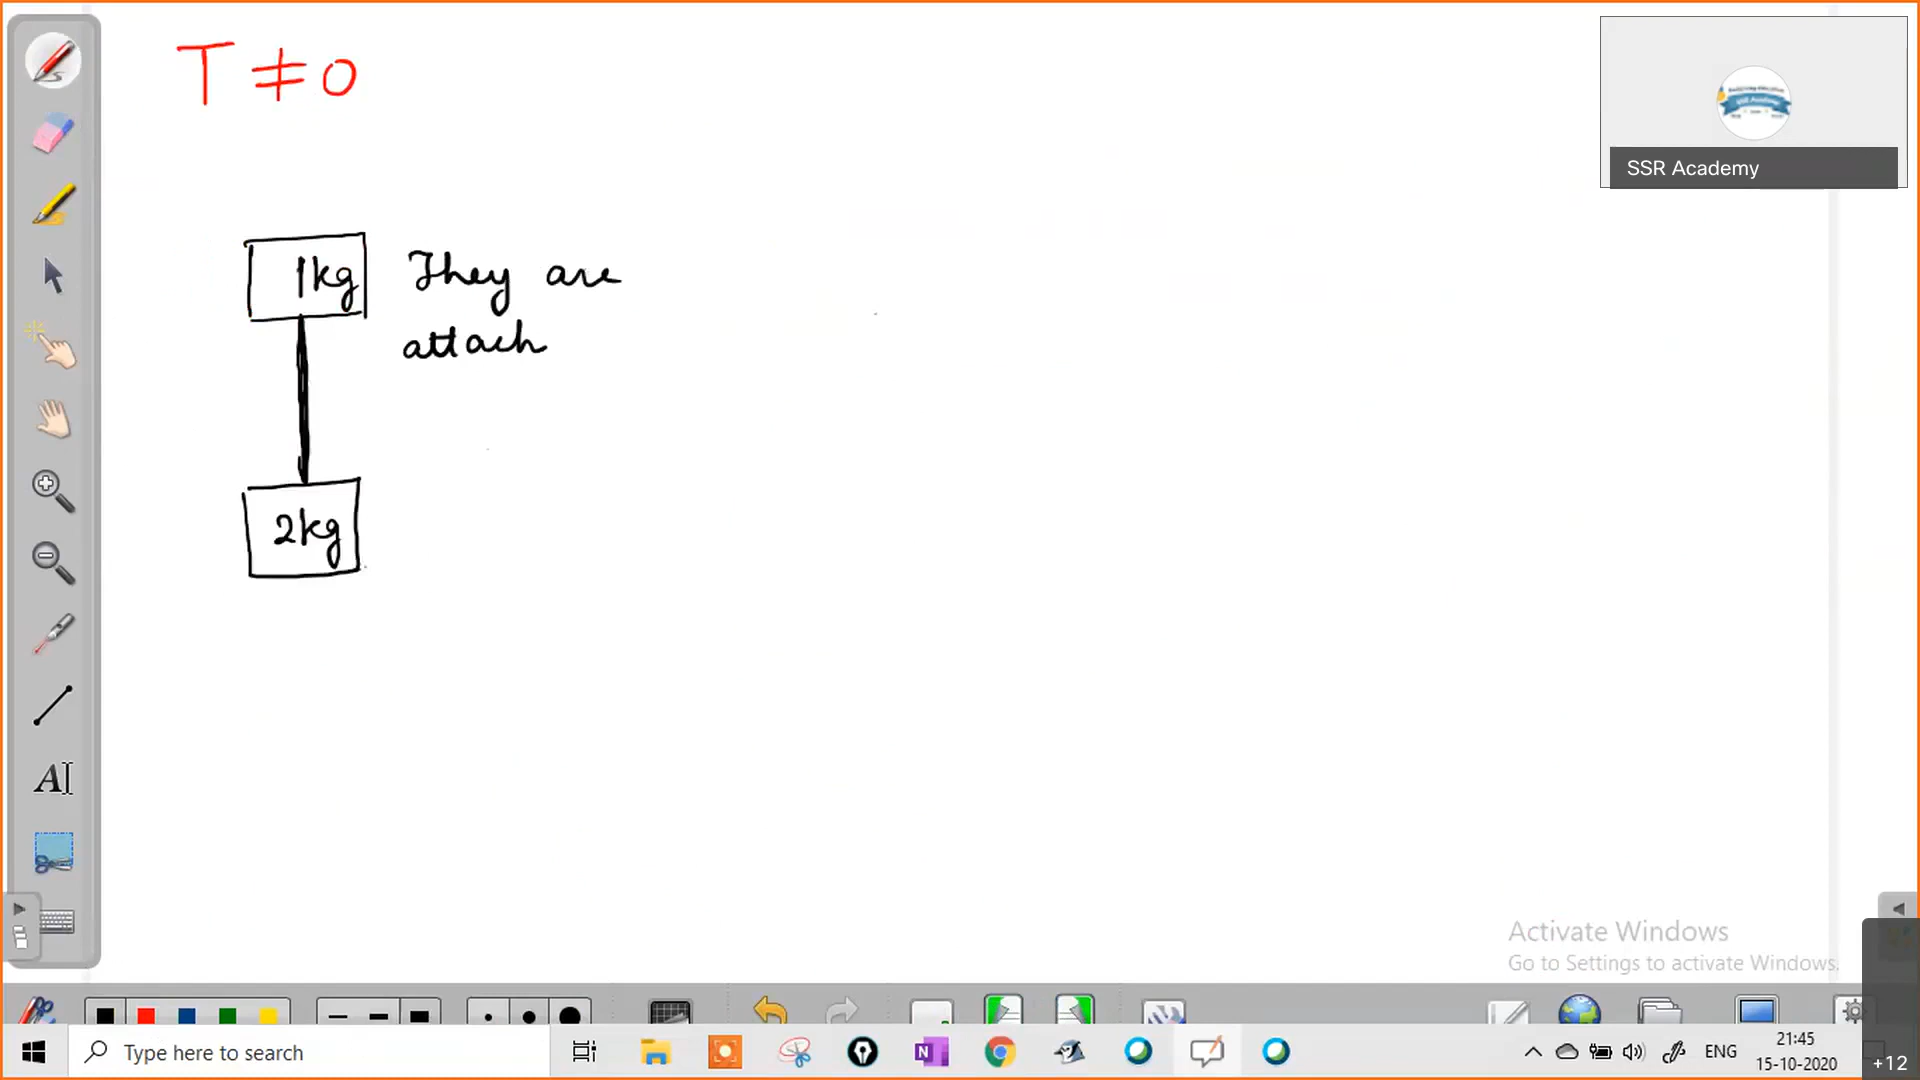 T ≠ 0
SSR Academy
1kg
They are
attach
2kg
Activate Windows
Go to Settings to activate Windows.
Type here to search
ENG
21:45
15-10-2020
+12